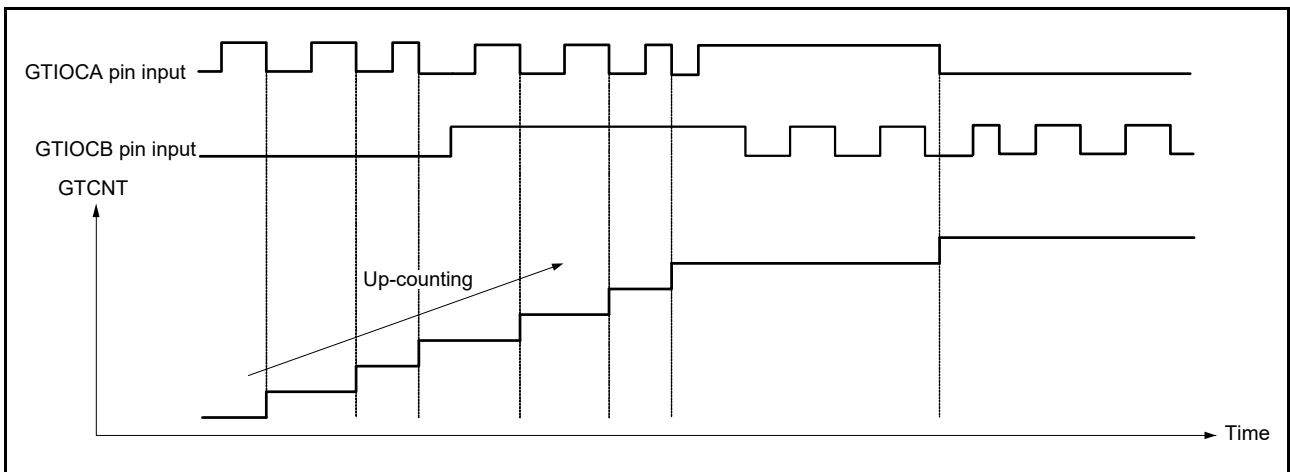 GTIOCA pin input
GTIOCB pin input
GTCNT
Up-counting
Time